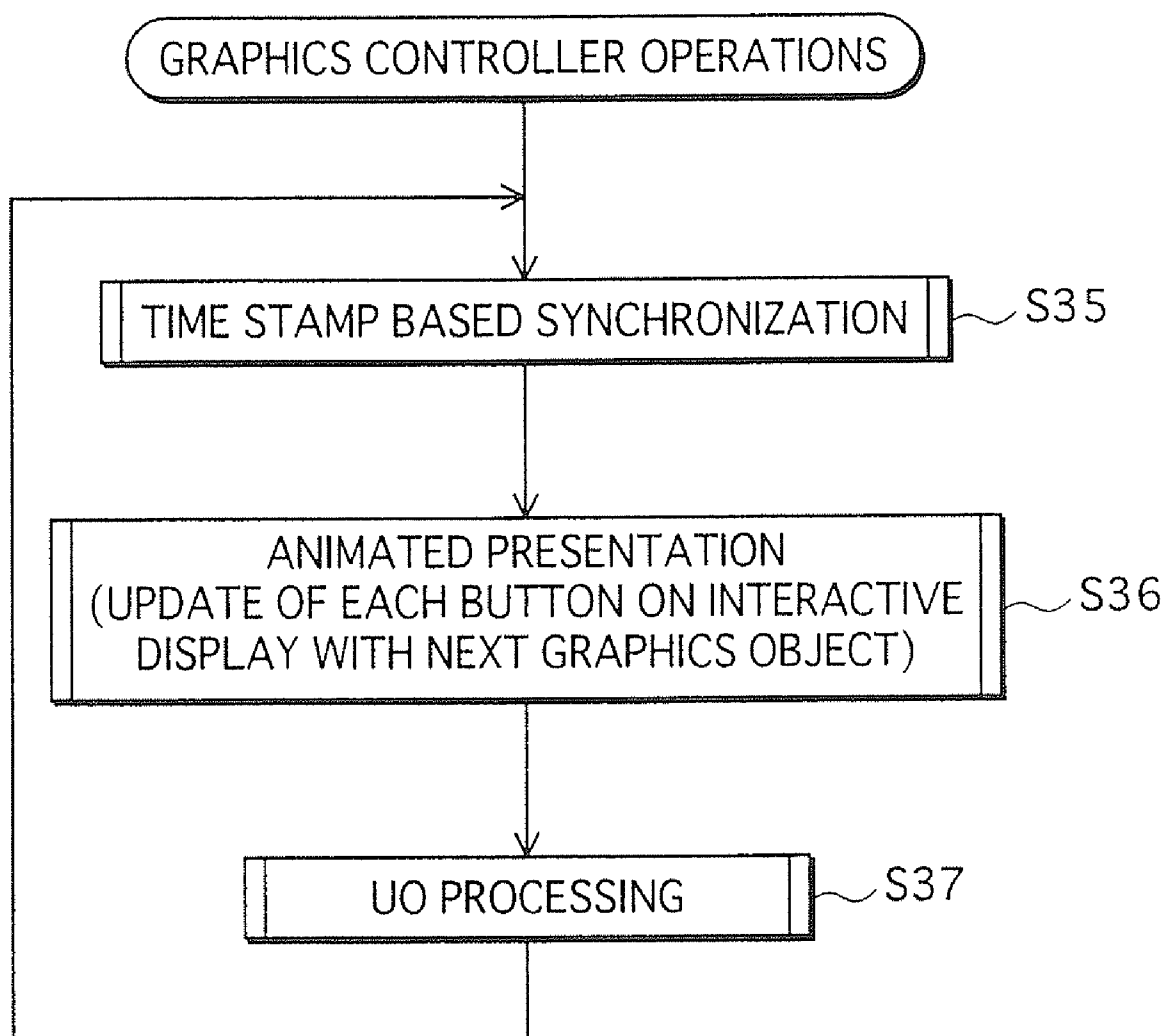 GRAPHICS CONTROLLER OPERATIONS
TIME STAMP BASED SYNCHRONIZATION
S35
ANIMATED PRESENTATION
(UPDATE OF EACH BUTTON ON INTERACTIVE
DISPLAY WITH NEXT GRAPHICS OBJECT)
S36
UO PROCESSING
S37